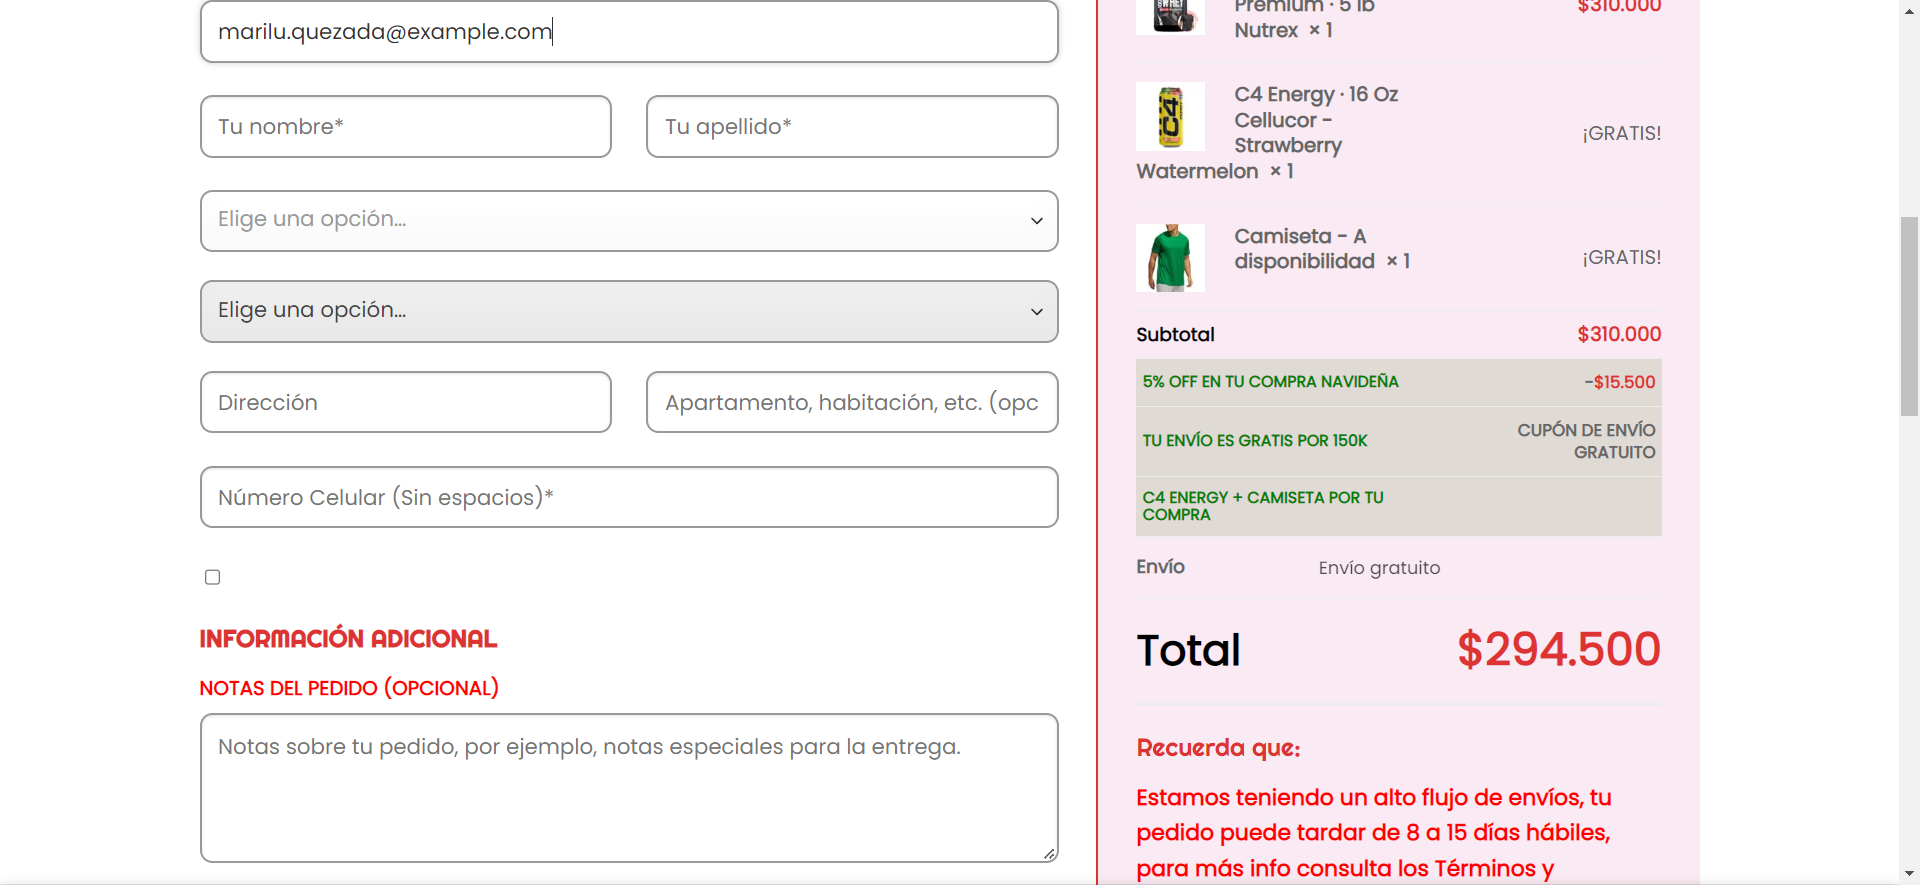 marilu.quezada@example.com
Tu nombre*
Tu apellido*
Elige una opción...
Elige una opción...
Dirección
Apartamento, habitación, etc. (opc
Número Celular (Sin espacios)*
INFORMACIÓN ADICIONAL
NOTAS DEL PEDIDO (OPCIONAL)
Notas sobre tu pedido, por ejemplo, notas especiales para la entrega.
Premium · 5 lb
Nutrex × 1
$310.000
C4 Energy · 16 Oz
Cellucor -
Strawberry
Watermelon × 1
¡GRATIS!
Camiseta - A
disponibilidad × 1
¡GRATIS!
Subtotal
$310.000
5% OFF EN TU COMPRA NAVIDEÑA
-$15.500
TU ENVÍO ES GRATIS POR 150K
CUPÓN DE ENVÍO
GRATUITO
C4 ENERGY + CAMISETA POR TU
COMPRA
Envío
Envío gratuito
Total
$294.500
Recuerda que:
Estamos teniendo un alto flujo de envíos, tu
pedido puede tardar de 8 a 15 días hábiles,
para más info consulta los Términos y